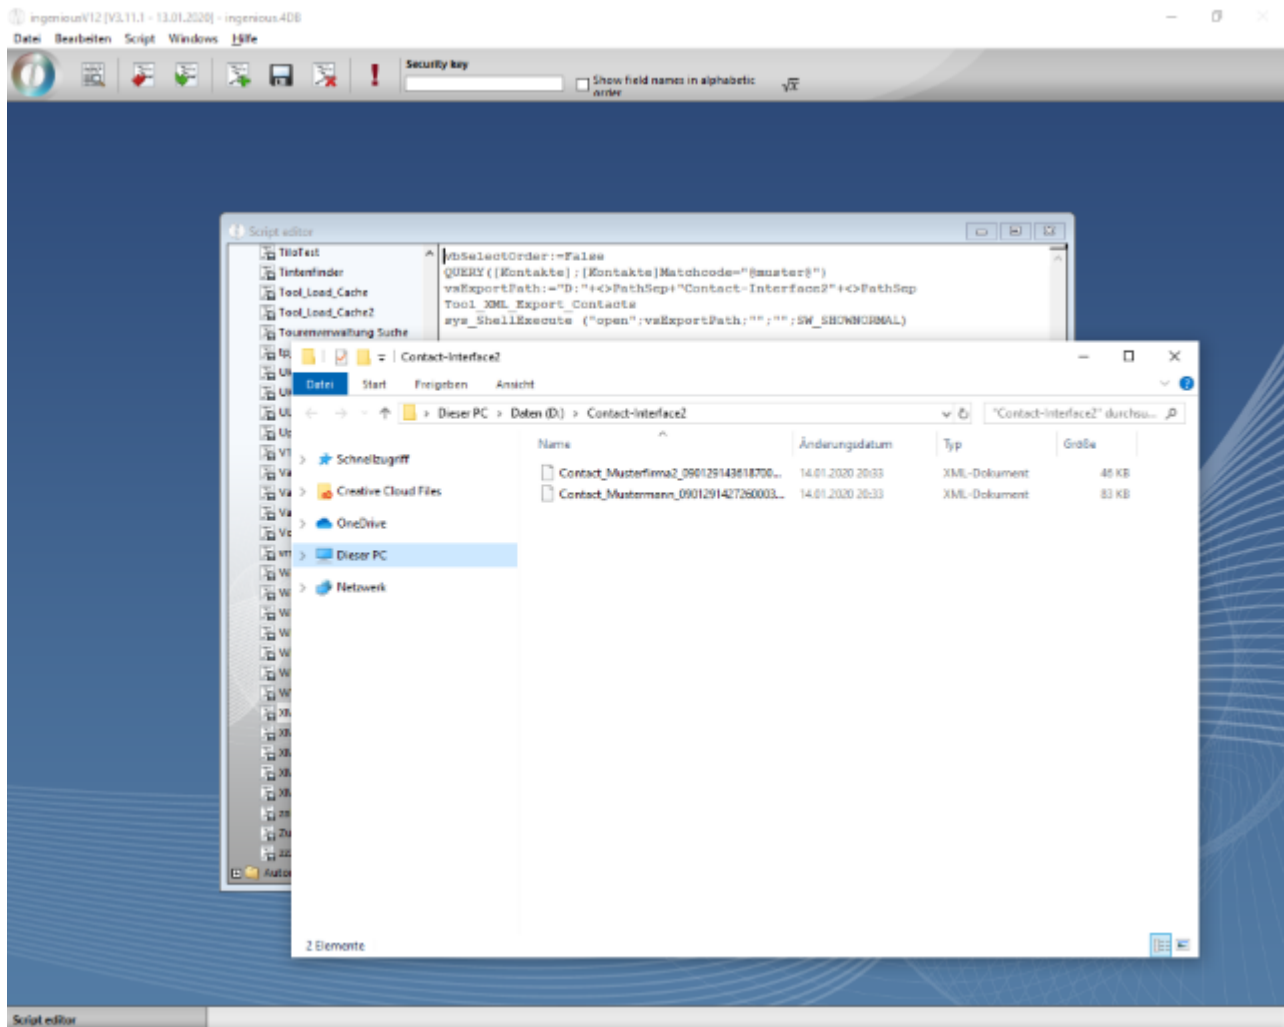 ingeniousV12 [V3.11.1 - 13.01.2020] - ingenious.4DB
Datei Bearbeiten Script Windows Hilfe
Security key
Show field names in alphabetic
order
√x
Script editor
TiloTest
Tintenfinder
Tool_Load_Cache
Tool_Load_Cache2
Tourenverwaltung Suche
vbSelectOrder:=False
QUERY([Kontakte];[Kontakte]Matchcode="@muster@")
vsExportPath:="D:"+<>PathSep+"Contact-Interface2"+<>PathSep
Tool_XML_Export_Contacts
sys_ShellExecute ("open";vsExportPath;"";"";SW_SHOWNORMAL)
Contact-Interface2
Datei Start Freigeben Ansicht
Dieser PC > Daten (D:) > Contact-Interface2
"Contact-Interface2" durchsu...
Name Änderungsdatum Typ Größe
Contact_Musterfirma2_090129143618700... 14.01.2020 20:33 XML-Dokument 46 KB
Contact_Mustermann_0901291427260003... 14.01.2020 20:33 XML-Dokument 83 KB
Schnellzugriff
Creative Cloud Files
OneDrive
Dieser PC
Netzwerk
2 Elemente
Script editor